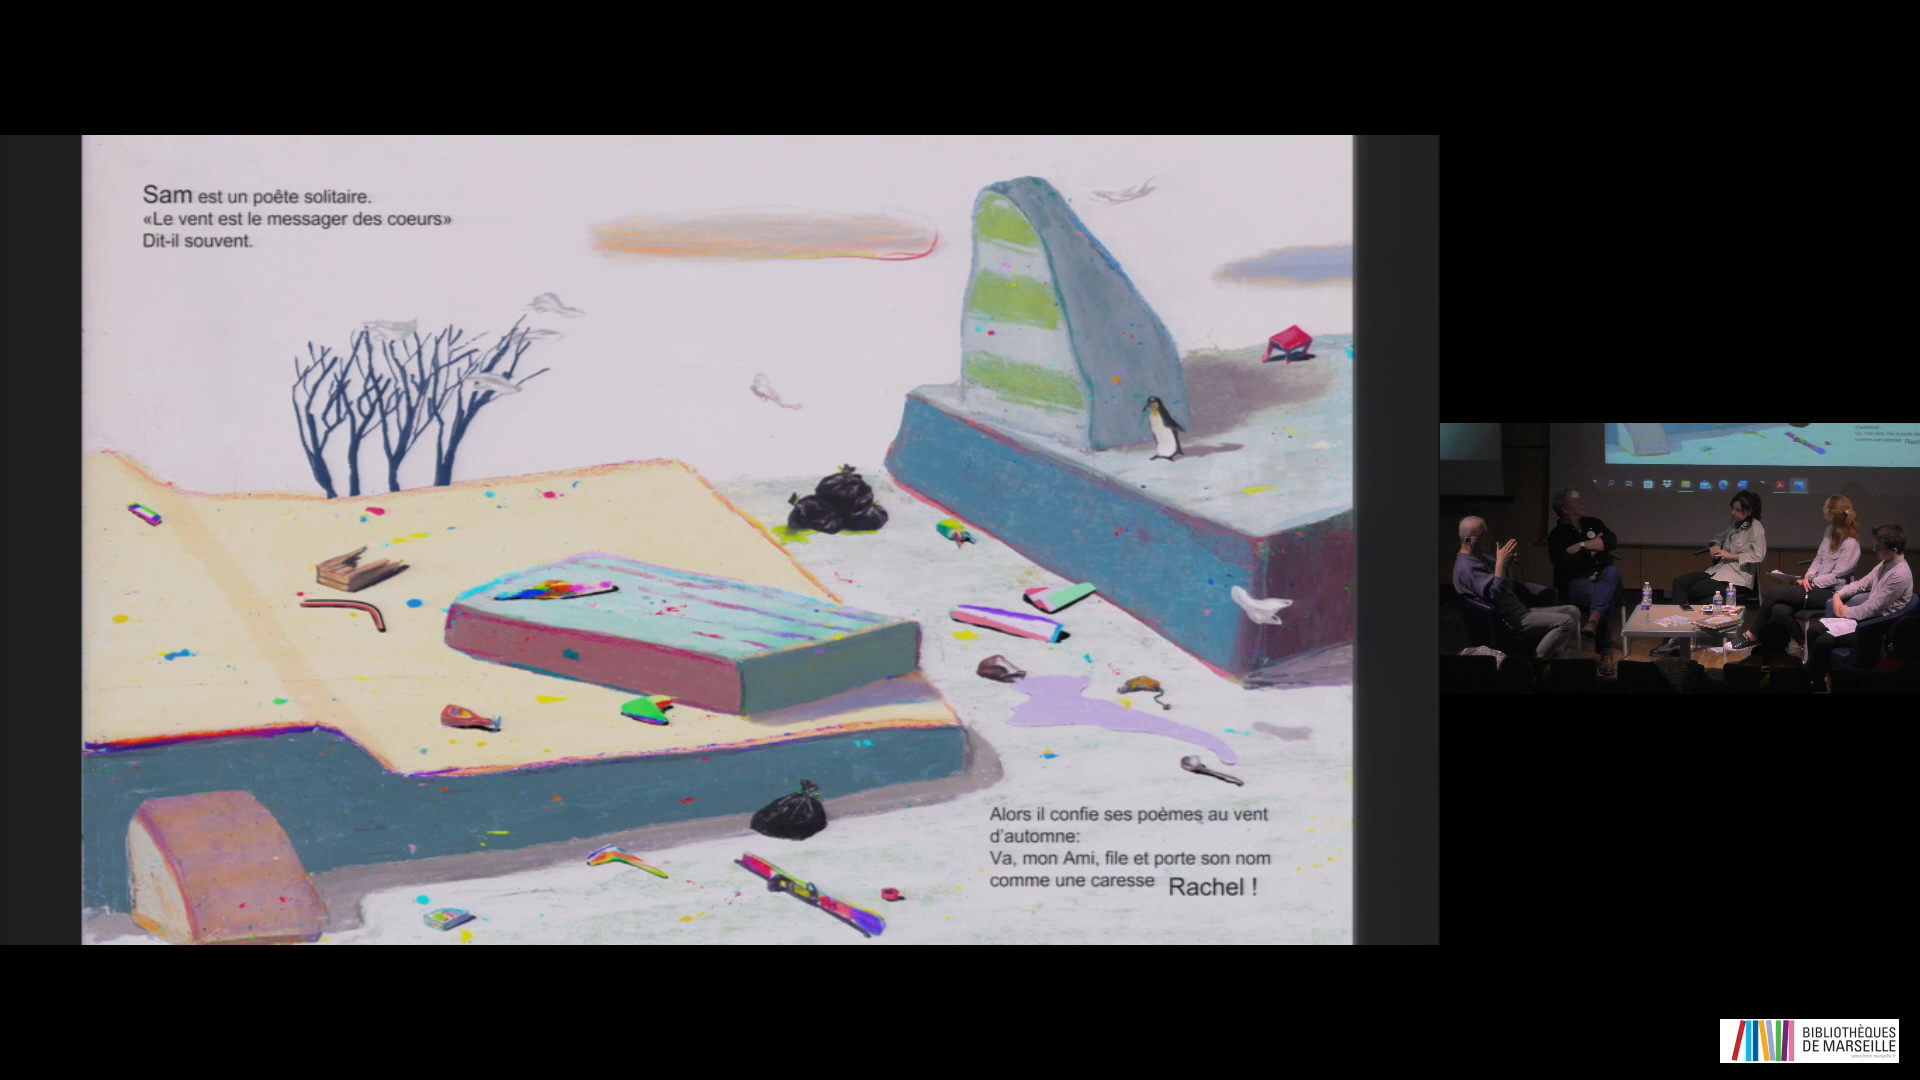 Sam est un poête solitaire.
«Le vent est le messager des coeurs»
Dit-il souvent.
Alors il confie ses poèmes au vent
d'automne:
Va, mon Ami, file et porte son nom
comme une caresse Rachel !
BIBLIOTHÈQUES
DE MARSEILLE